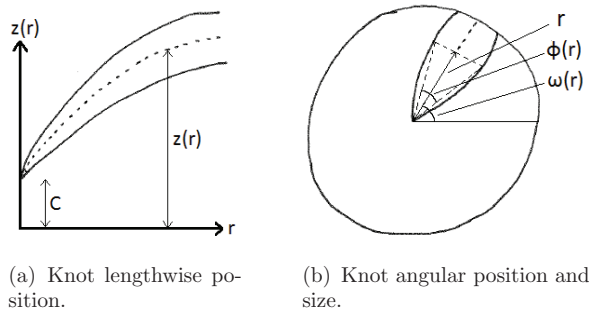 z(r)
z(r)
C
r
r
ϕ(r)
ω(r)
(a) Knot lengthwise po-
sition.
(b) Knot angular position and
size.